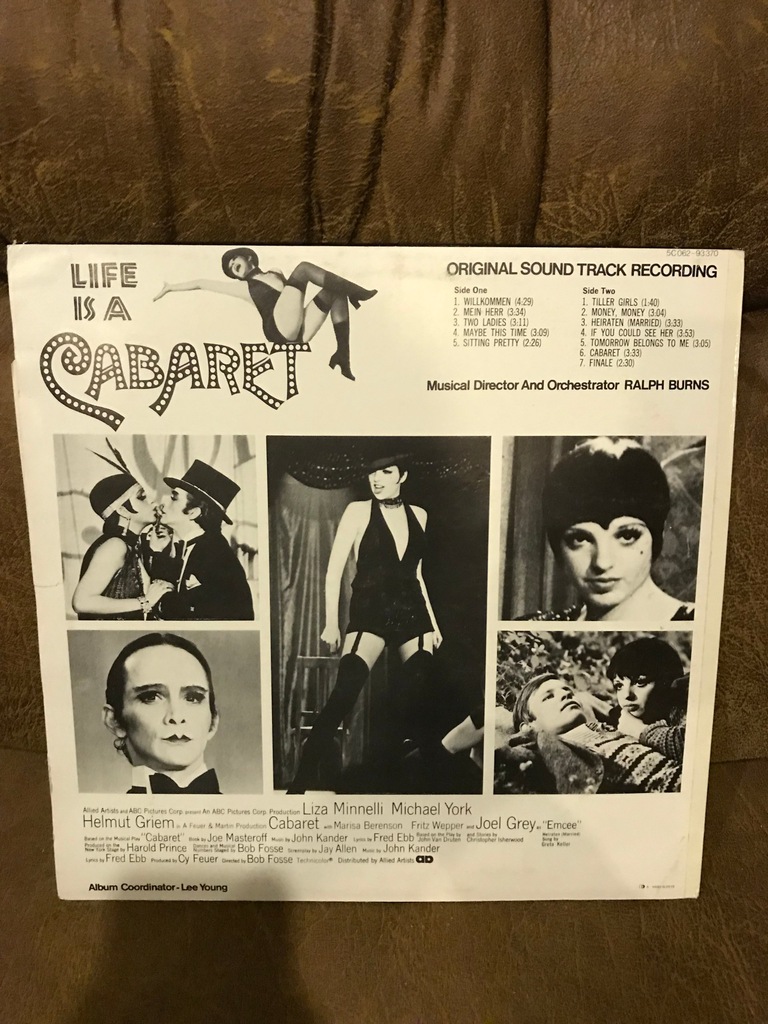 5C 062-93370
LIFE
IS A
CABARET
ORIGINAL SOUND TRACK RECORDING
Side One
1. WILLKOMMEN (4:29)
2. MEIN HERR (3:34)
3. TWO LADIES (3:11)
4. MAYBE THIS TIME (3:09)
5. SITTING PRETTY (2:26)
Side Two
1. TILLER GIRLS (1:40)
2. MONEY, MONEY (3:04)
3. HEIRATEN (MARRIED) (3:33)
4. IF YOU COULD SEE HER (3:53)
5. TOMORROW BELONGS TO ME (3:05)
6. CABARET (3:33)
7. FINALE (2:30)
Musical Director And Orchestrator RALPH BURNS
Allied Artists and ABC Pictures Corp. present An ABC Pictures Corp. Production Liza Minnelli Michael York
Helmut Griem in A Feuer & Martin Production Cabaret with Marisa Berenson Fritz Wepper and Joel Grey as "Emcee"
Based on the Musical Play "Cabaret" Book by Joe Masteroff Music by John Kander Lyrics by Fred Ebb Based on the Play by John Van Druten and Stories by Christopher Isherwood Heiraten (Married) Sung by Greta Keller
Produced on the New York Stage by Harold Prince Dances and Musical Numbers Staged by Bob Fosse Screenplay by Jay Allen Music by John Kander
Lyrics by Fred Ebb Produced by Cy Feuer Directed by Bob Fosse Technicolor® Distributed by Allied Artists
Album Coordinator-Lee Young